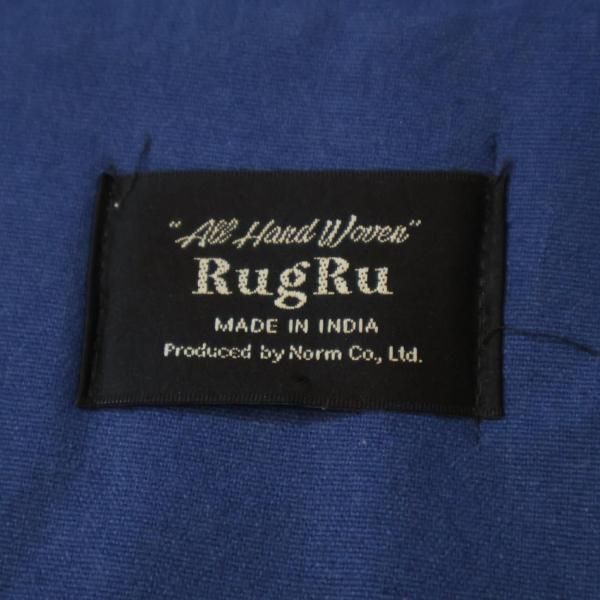 "All Hand Woven"
RugRu
MADE IN INDIA
Produced by Norm Co., Ltd.